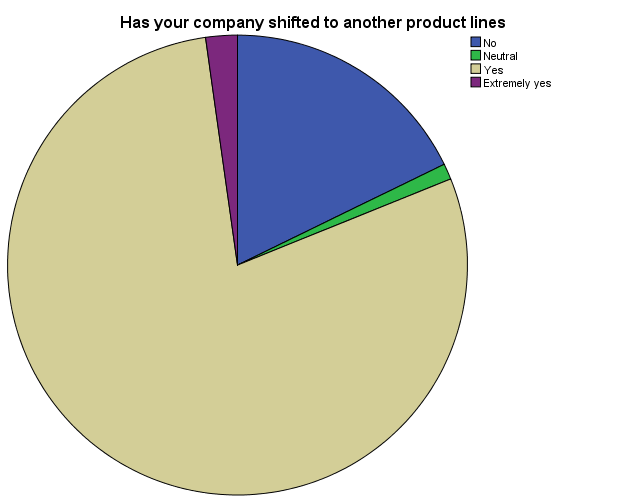 Has your company shifted to another product lines
No
Neutral
Yes
Extremely yes